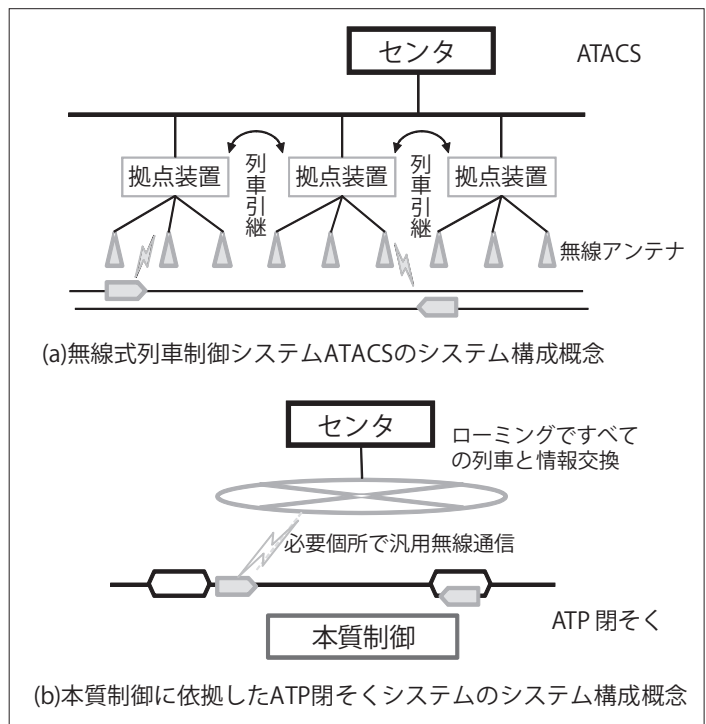 センタ
ATACS
拠点装置
列車引継
拠点装置
列車引継
拠点装置
無線アンテナ
(a)無線式列車制御システムATACSのシステム構成概念
センタ
ローミングですべて
の列車と情報交換
必要個所で汎用無線通信
ATP 閉そく
本質制御
(b)本質制御に依拠したATP閉そくシステムのシステム構成概念